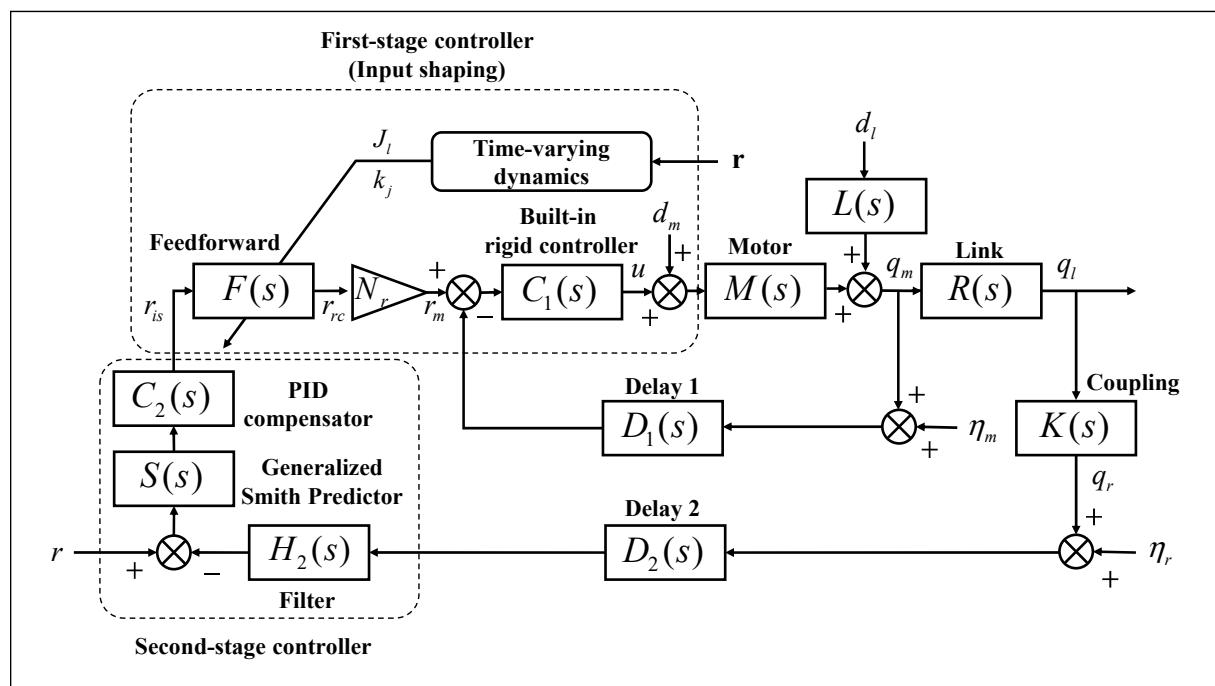 First-stage controller
(Input shaping)
J_l
k_j
Time-varying
dynamics
r
d_l
L(s)
+
Built-in
rigid controller
d_m
+
Motor
Link
Feedforward
F(s)
r_is
r_rc
N_r
+
r_m
−
C_1(s)
u
+
M(s)
+
q_m
R(s)
q_l
C_2(s)
PID
compensator
Delay 1
D_1(s)
+
+
η_m
Coupling
K(s)
q_r
S(s)
Generalized
Smith Predictor
Delay 2
D_2(s)
+
+
η_r
r
+
−
H_2(s)
Filter
Second-stage controller